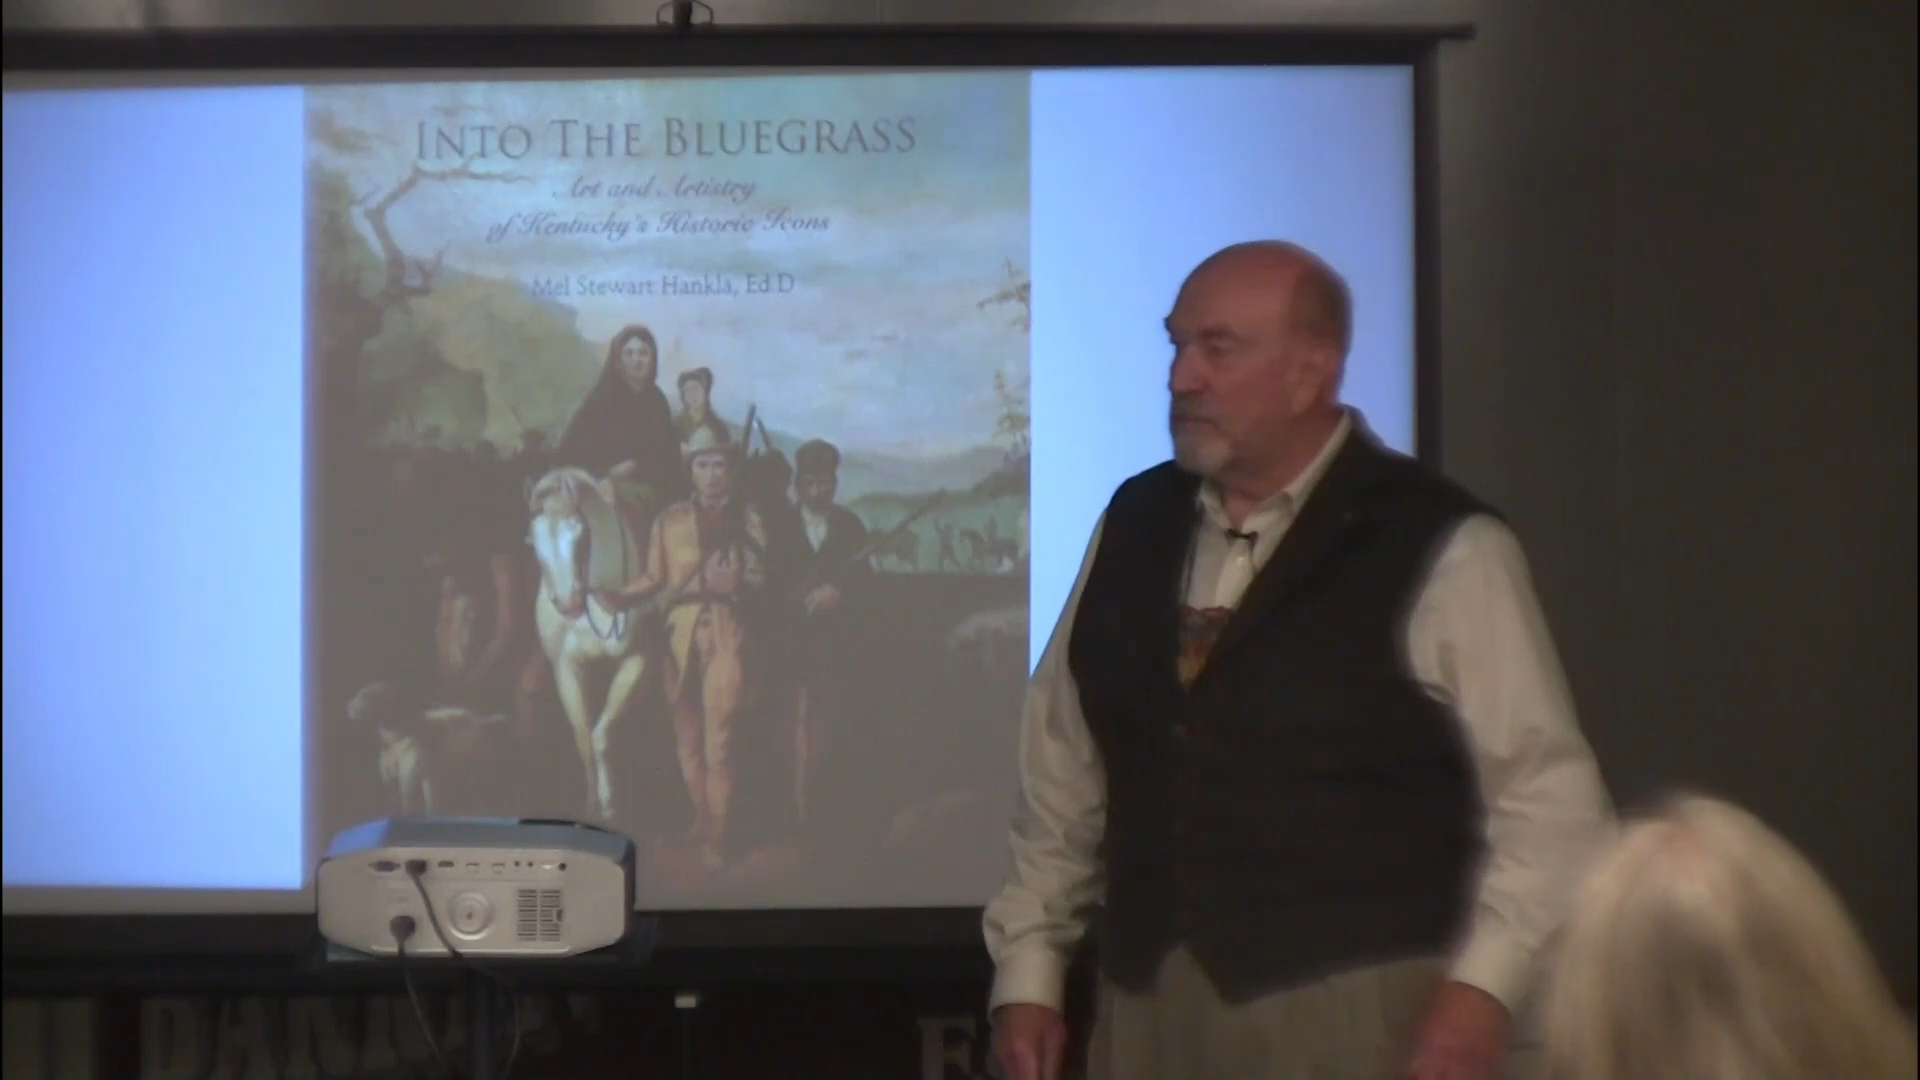 INTO THE BLUEGRASS
Art and Artistry
of Kentucky's Historic Icons
Mel Stewart Hankla, Ed.D